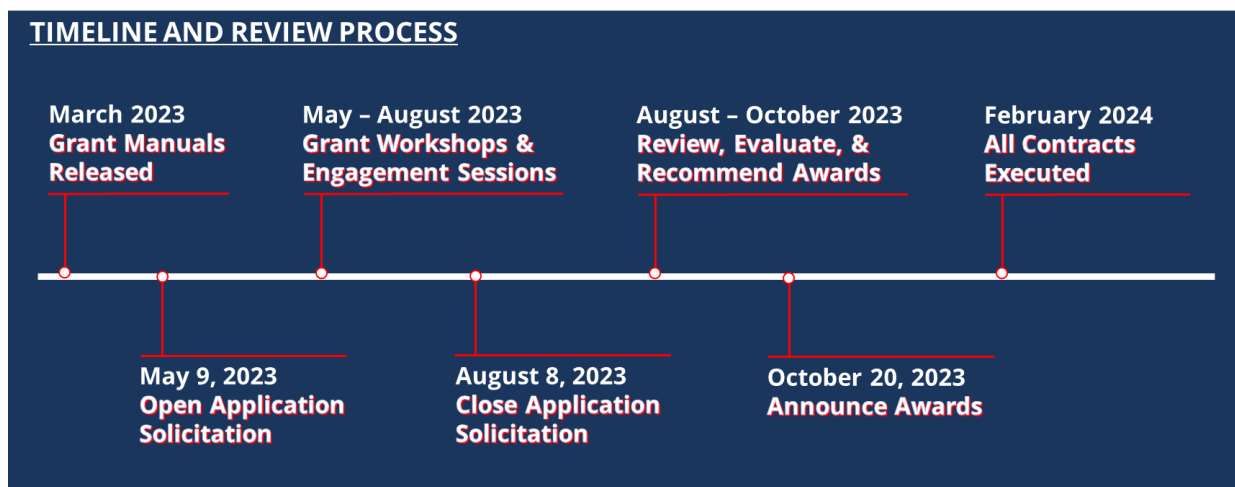 TIMELINE AND REVIEW PROCESS
March 2023
Grant Manuals
Released
May – August 2023
Grant Workshops &
Engagement Sessions
August – October 2023
Review, Evaluate, &
Recommend Awards
February 2024
All Contracts
Executed
May 9, 2023
Open Application
Solicitation
August 8, 2023
Close Application
Solicitation
October 20, 2023
Announce Awards